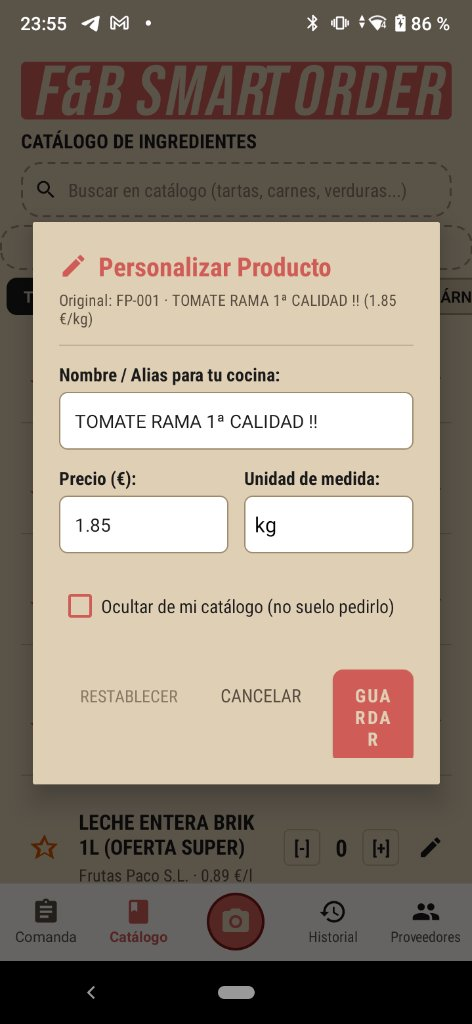 23:55
4 86 %
F&B SMART ORDER
CATÁLOGO DE INGREDIENTES
Buscar en catálogo (tartas, carnes, verduras...)
T
ÁRN
Personalizar Producto
Original: FP-001 · TOMATE RAMA 1ª CALIDAD !! (1.85
€/kg)
Nombre / Alias para tu cocina:
TOMATE RAMA 1ª CALIDAD !!
Precio (€):
Unidad de medida:
1.85
kg
Ocultar de mi catálogo (no suelo pedirlo)
RESTABLECER
CANCELAR
GUA
RDA
R
LECHE ENTERA BRIK
1L (OFERTA SUPER)
[-]
0
[+]
Frutas Paco S.L. · 0.89 €/l
Comanda
Catálogo
Historial
Proveedores